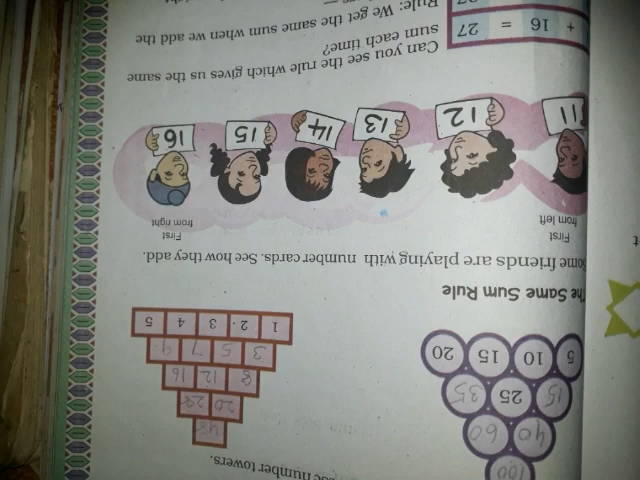 number towers.
100
40 60
15 25 35
5 10 15 20
48
20 28
8 12 16
3 5 7 9
1 2 3 4 5
The Same Sum Rule
Some friends are playing with number cards. See how they add.
First
from left
First
from right
11 12 13 14 15 16
Can you see the rule which gives us the same
sum each time?
+ 16 = 27
Rule: We get the same sum when we add the